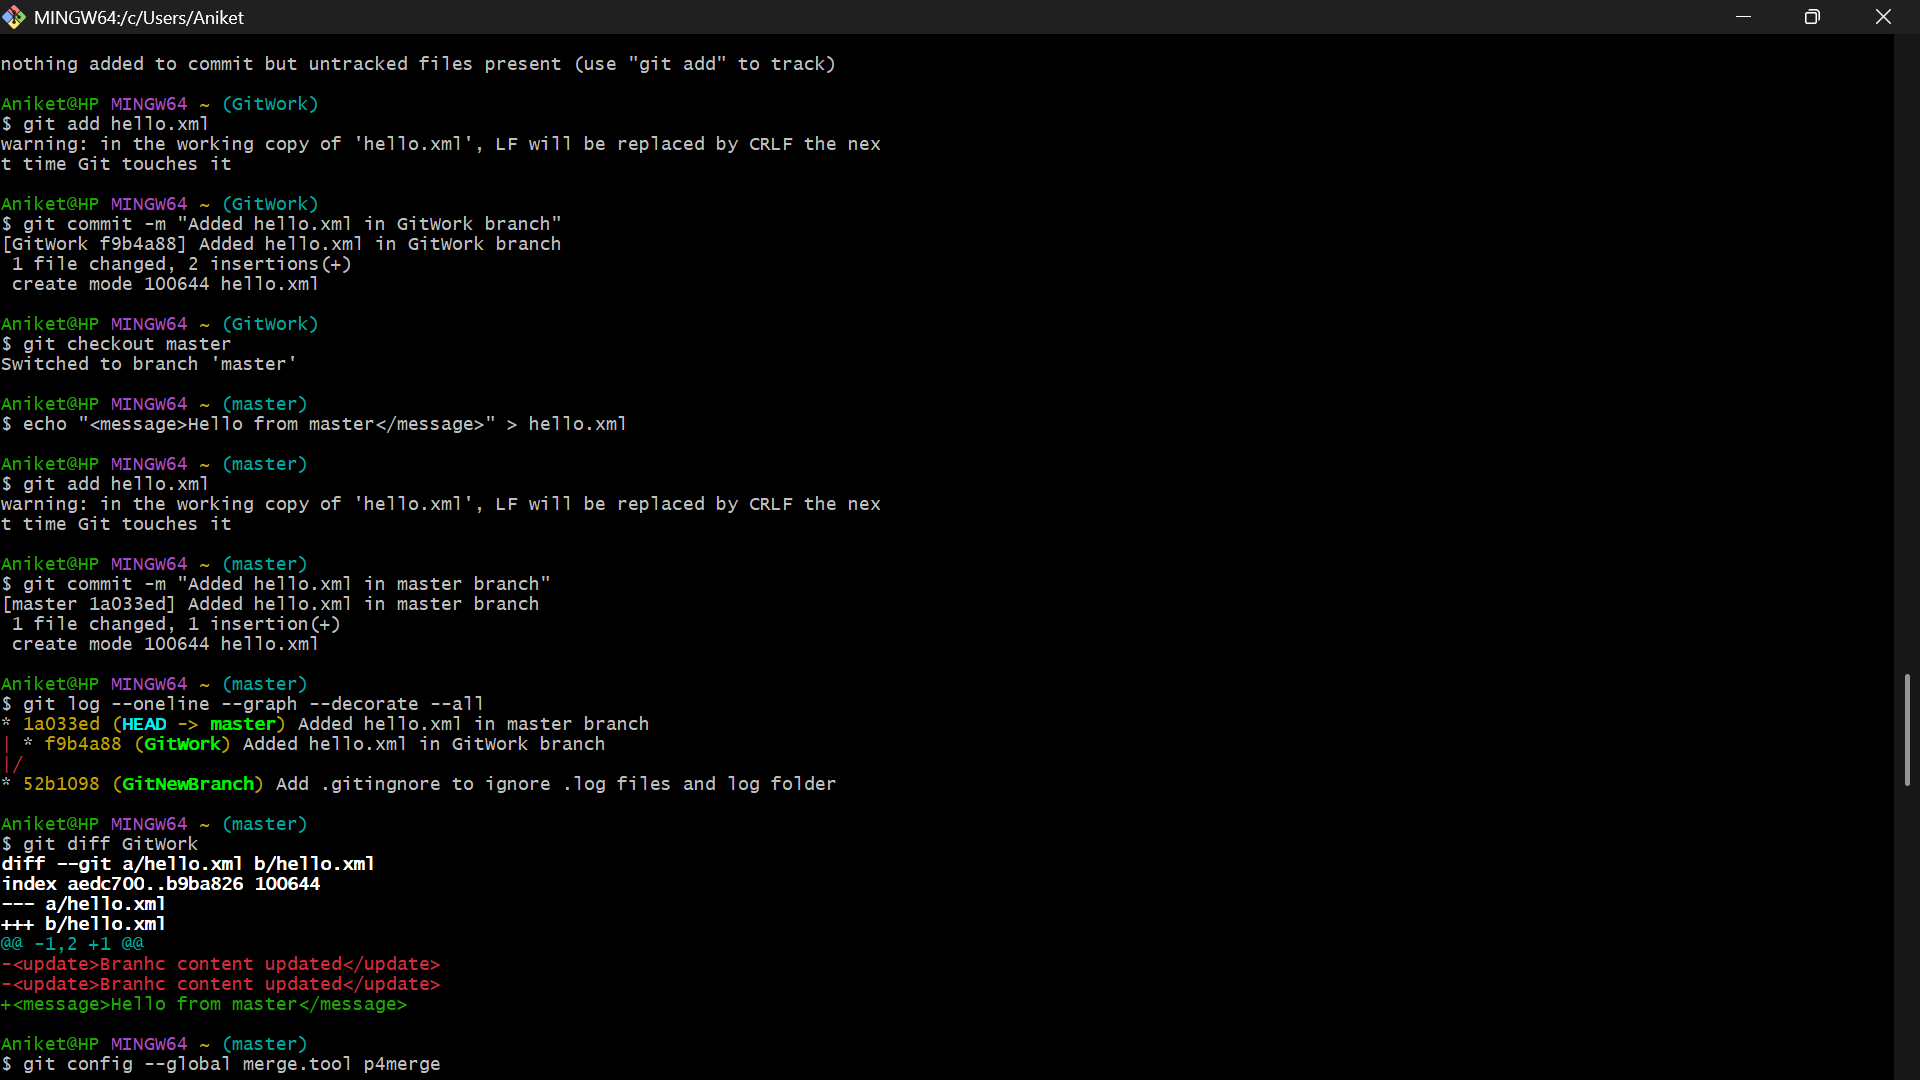 MINGW64:/c/Users/Aniket
nothing added to commit but untracked files present (use "git add" to track)
Aniket@HP MINGW64 ~ (GitWork)
$ git add hello.xml
warning: in the working copy of 'hello.xml', LF will be replaced by CRLF the nex
t time Git touches it
Aniket@HP MINGW64 ~ (GitWork)
$ git commit -m "Added hello.xml in GitWork branch"
[GitWork f9b4a88] Added hello.xml in GitWork branch
 1 file changed, 2 insertions(+)
 create mode 100644 hello.xml
Aniket@HP MINGW64 ~ (GitWork)
$ git checkout master
Switched to branch 'master'
Aniket@HP MINGW64 ~ (master)
$ echo "<message>Hello from master</message>" > hello.xml
Aniket@HP MINGW64 ~ (master)
$ git add hello.xml
warning: in the working copy of 'hello.xml', LF will be replaced by CRLF the nex
t time Git touches it
Aniket@HP MINGW64 ~ (master)
$ git commit -m "Added hello.xml in master branch"
[master 1a033ed] Added hello.xml in master branch
 1 file changed, 1 insertion(+)
 create mode 100644 hello.xml
Aniket@HP MINGW64 ~ (master)
$ git log --oneline --graph --decorate --all
* 1a033ed (HEAD -> master) Added hello.xml in master branch
| * f9b4a88 (GitWork) Added hello.xml in GitWork branch
|/
* 52b1098 (GitNewBranch) Add .gitingnore to ignore .log files and log folder
Aniket@HP MINGW64 ~ (master)
$ git diff GitWork
diff --git a/hello.xml b/hello.xml
index aedc700..b9ba826 100644
--- a/hello.xml
+++ b/hello.xml
@@ -1,2 +1 @@
-<update>Branhc content updated</update>
-<update>Branhc content updated</update>
+<message>Hello from master</message>
Aniket@HP MINGW64 ~ (master)
$ git config --global merge.tool p4merge